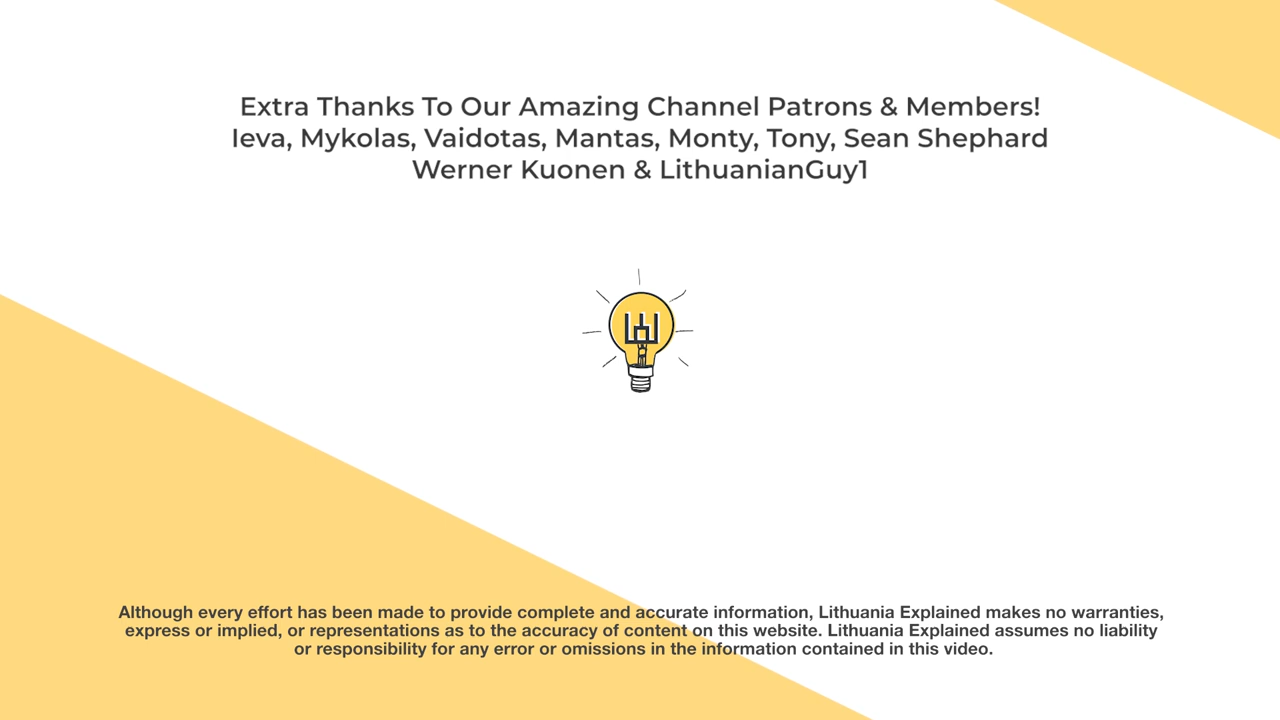 Extra Thanks To Our Amazing Channel Patrons & Members!
Ieva, Mykolas, Vaidotas, Mantas, Monty, Tony, Sean Shephard
Werner Kuonen & LithuanianGuy1
Although every effort has been made to provide complete and accurate information, Lithuania Explained makes no warranties,
express or implied, or representations as to the accuracy of content on this website. Lithuania Explained assumes no liability
or responsibility for any error or omissions in the information contained in this video.